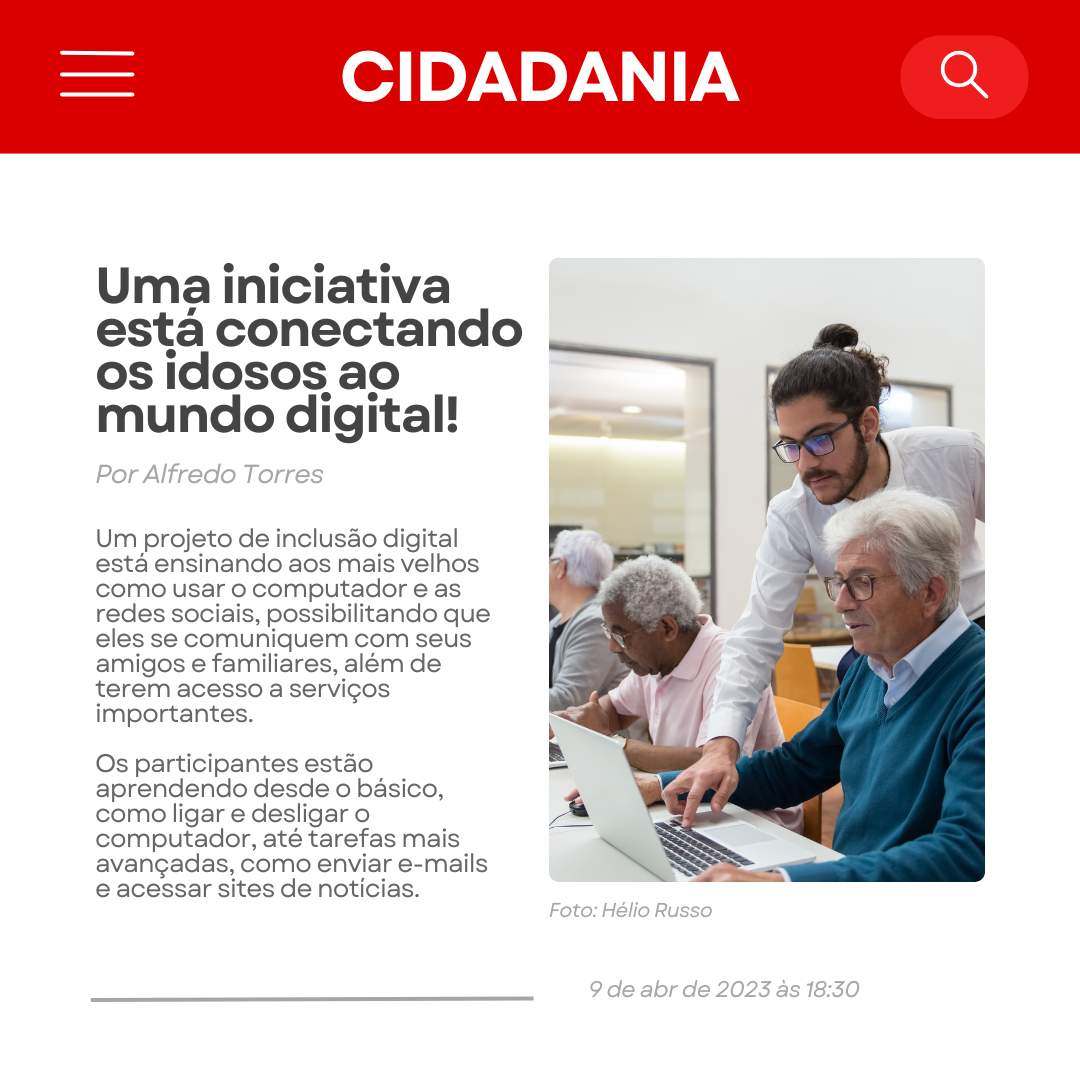 CIDADANIA
Uma iniciativa
está conectando
os idosos ao
mundo digital!
Por Alfredo Torres
Um projeto de inclusão digital
está ensinando aos mais velhos
como usar o computador e as
redes sociais, possibilitando que
eles se comuniquem com seus
amigos e familiares, além de
terem acesso a serviços
importantes.
Os participantes estão
aprendendo desde o básico,
como ligar e desligar o
computador, até tarefas mais
avançadas, como enviar e-mails
e acessar sites de notícias.
Foto: Hélio Russo
9 de abr de 2023 às 18:30